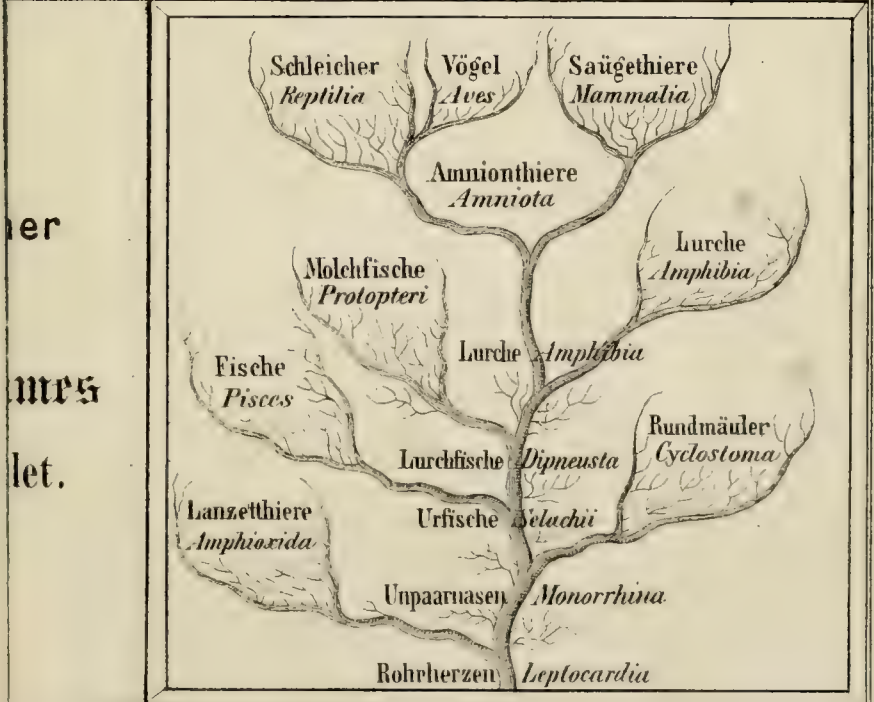 Schleicher
Reptilia
Vögel
Aves
Saügethiere
Mammalia
Amnionthiere
Amniota
Lurche
Amphibia
Molchfische
Protopteri
Lurche Amphibia
Fische
Pisces
Rundmäuler
Cyclostoma
Lurchfische Dipneusta
Lanzetthiere
Amphioxida
Urfische Selachii
Unpaarnasen Monorrhina
Rohrherzen Leptocardia
her
mes
let.